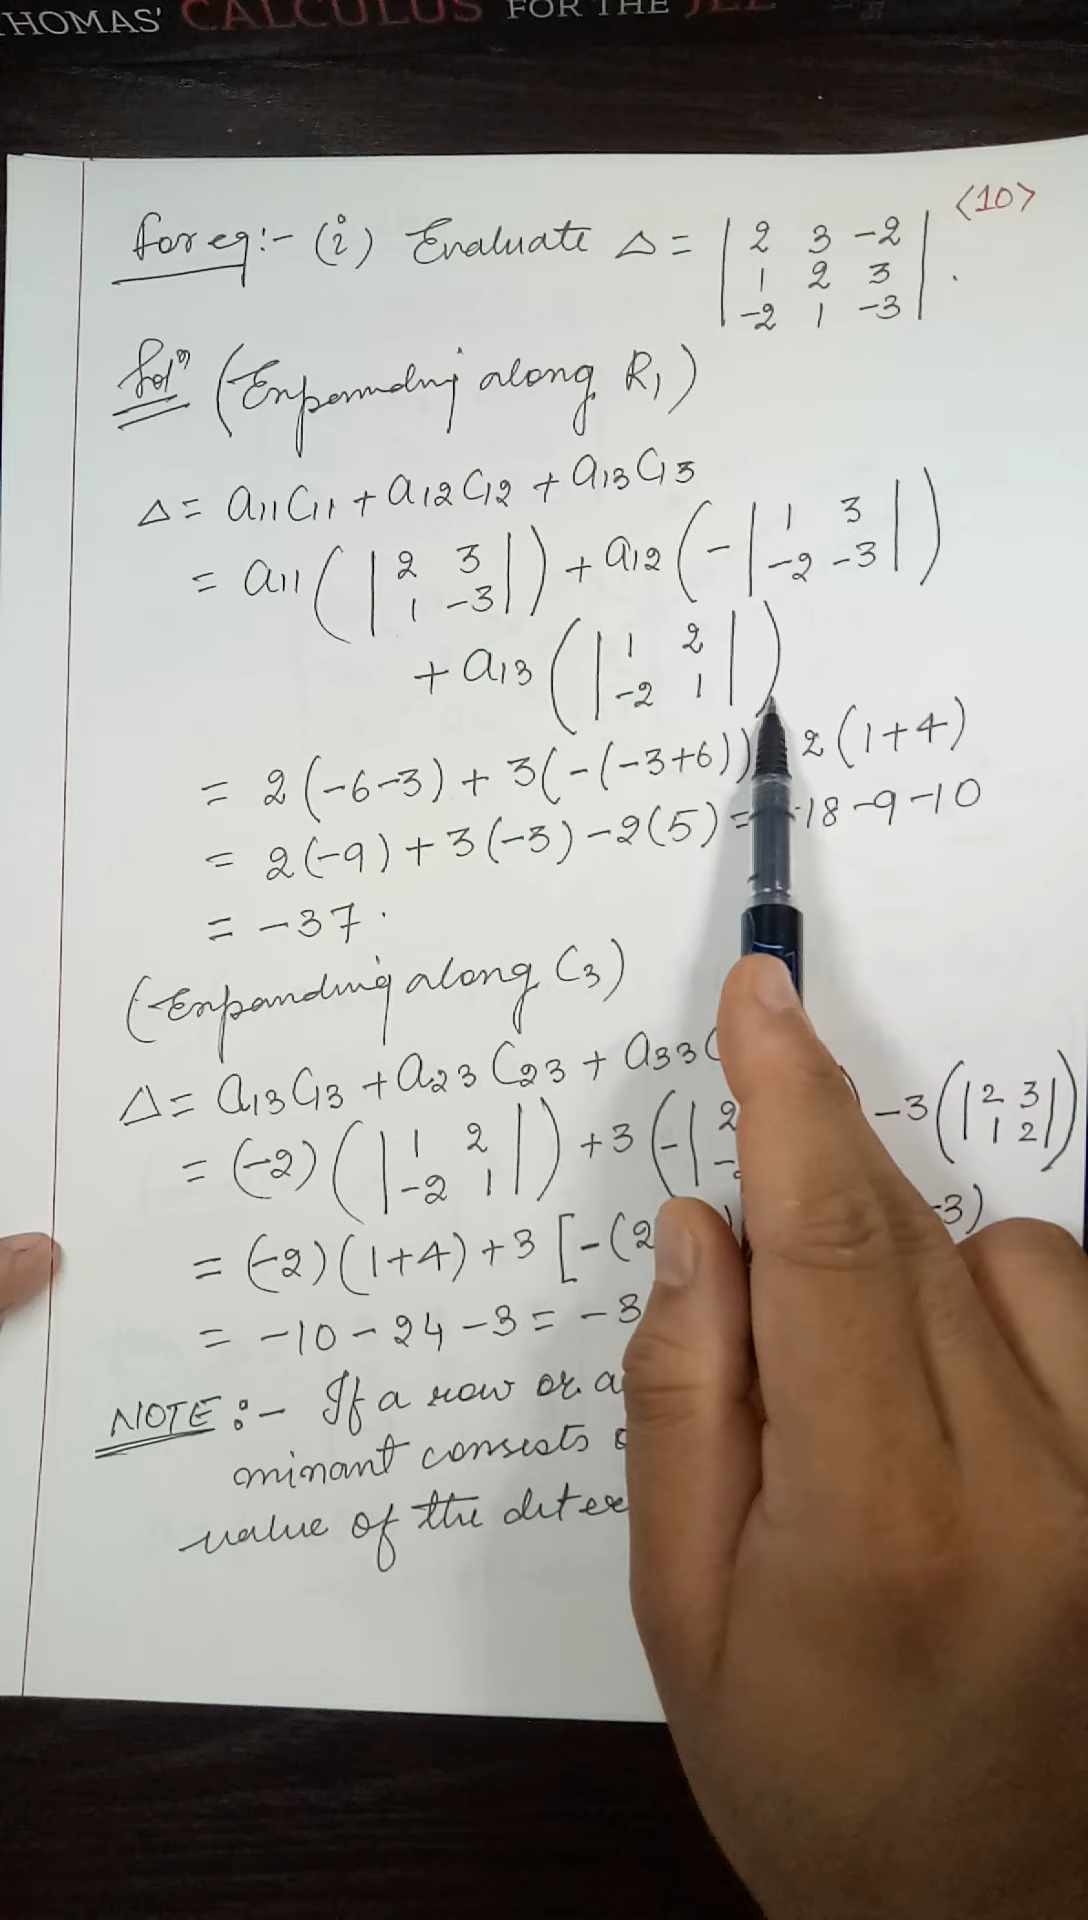 THOMAS' CALCULUS FOR THE JEE
<10>
For eg:- (i) Evaluate Δ = | 2 3 -2 |
| 1 2 3 |
| -2 1 -3 | .
Solⁿ (Expanding along R₁)
Δ = a₁₁C₁₁ + a₁₂C₁₂ + a₁₃C₁₃
= a₁₁ ( | 2 3 | ) + a₁₂ ( - | 1 3 | )
| 1 -3 | | -2 -3 |
+ a₁₃ ( | 1 2 | )
| -2 1 |
= 2(-6-3) + 3(-(-3+6)) 2(1+4)
= 2(-9) + 3(-3) - 2(5) = -18 -9 -10
= -37.
(Expanding along C₃)
Δ = a₁₃C₁₃ + a₂₃C₂₃ + a₃₃C
= (-2) ( | 1 2 | ) + 3 ( - | 2 ) - 3 ( | 2 3 | )
| -2 1 | | -2 | 1 2 |
= (-2)(1+4) + 3 [-(2 -3)
= -10 - 24 - 3 = -3
NOTE :- If a row or a
minant consists
value of the deter